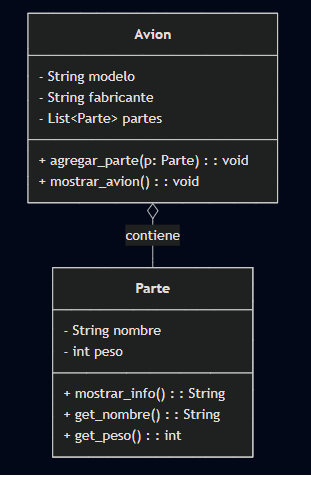 Avion
- String modelo
- String fabricante
- List<Parte> partes
+ agregar_parte(p: Parte) : : void
+ mostrar_avion() : : void
contiene
Parte
- String nombre
- int peso
+ mostrar_info() : : String
+ get_nombre() : : String
+ get_peso() : : int